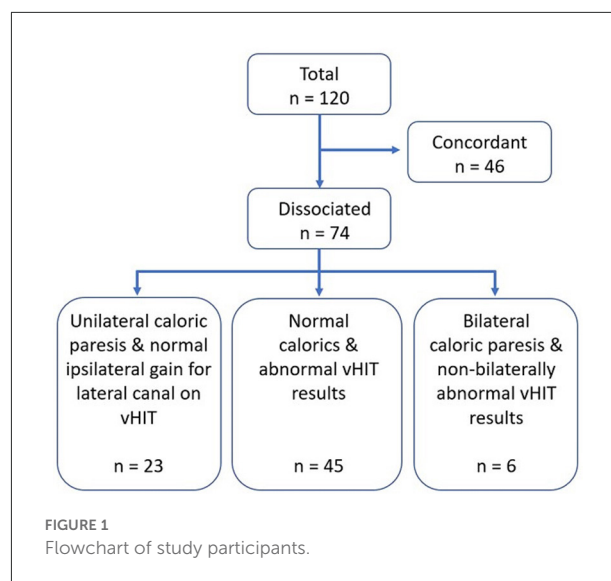 Total
n = 120
Concordant
n = 46
Dissociated
n = 74
Unilateral caloric
paresis & normal
ipsilateral gain for
lateral canal on
vHIT
n = 23
Normal
calorics &
abnormal vHIT
results
n = 45
Bilateral
caloric paresis &
non-bilaterally
abnormal vHIT
results
n = 6
FIGURE 1
Flowchart of study participants.